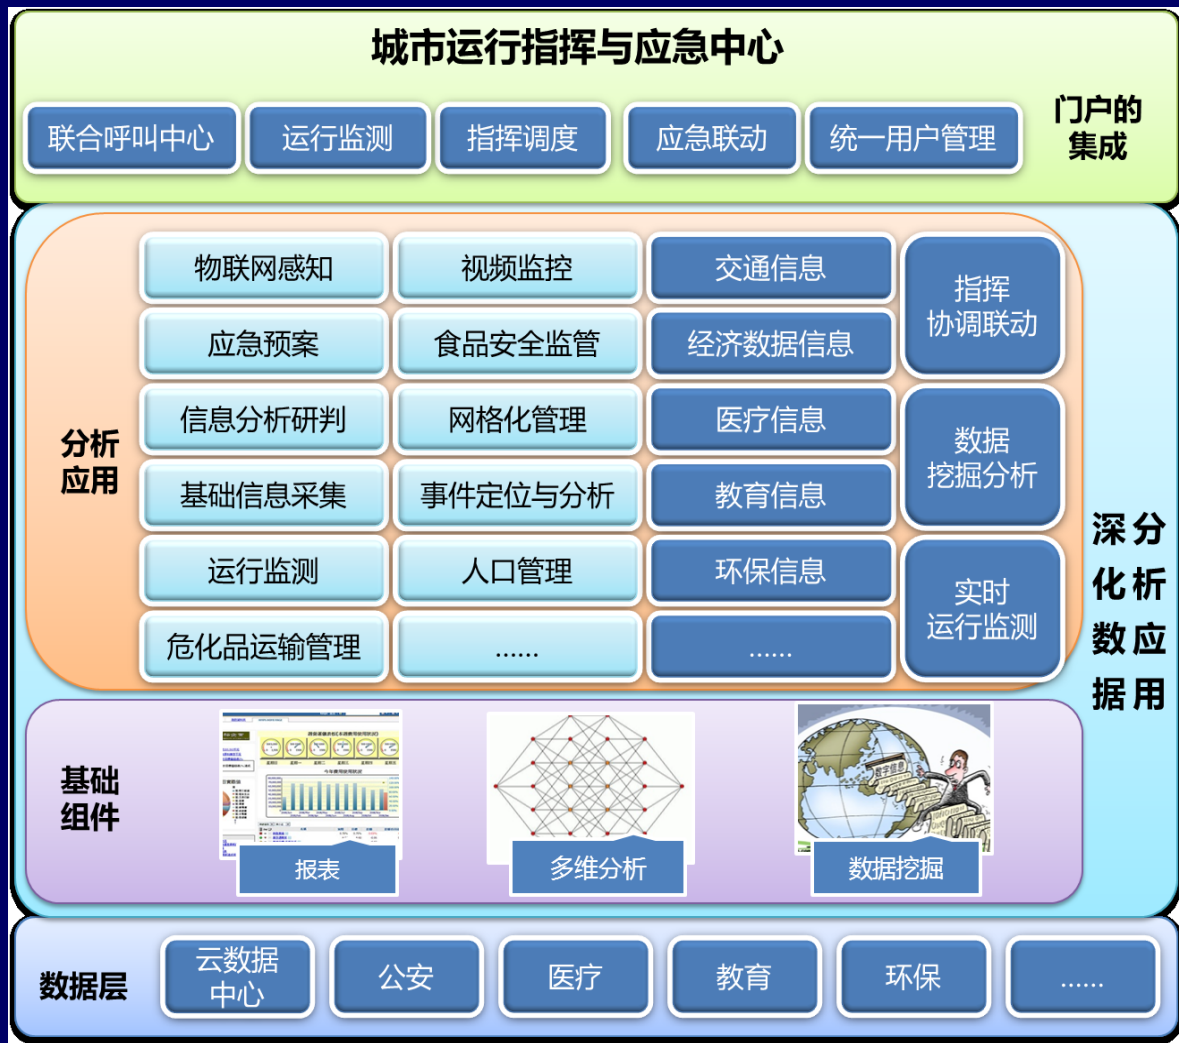 城市运行指挥与应急中心
联合呼叫中心
运行监测
指挥调度
应急联动
统一用户管理
门户的
集成
分析
应用
物联网感知
视频监控
交通信息
指挥
协调联动
应急预案
食品安全监管
经济数据信息
信息分析研判
网格化管理
医疗信息
数据
挖掘分析
基础信息采集
事件定位与分析
教育信息
运行监测
人口管理
环保信息
实时
运行监测
危化品运输管理
......
......
深分
化析
数应
据用
基础
组件
数字信息
报表
多维分析
数据挖掘
数据层
云数据
中心
公安
医疗
教育
环保
......